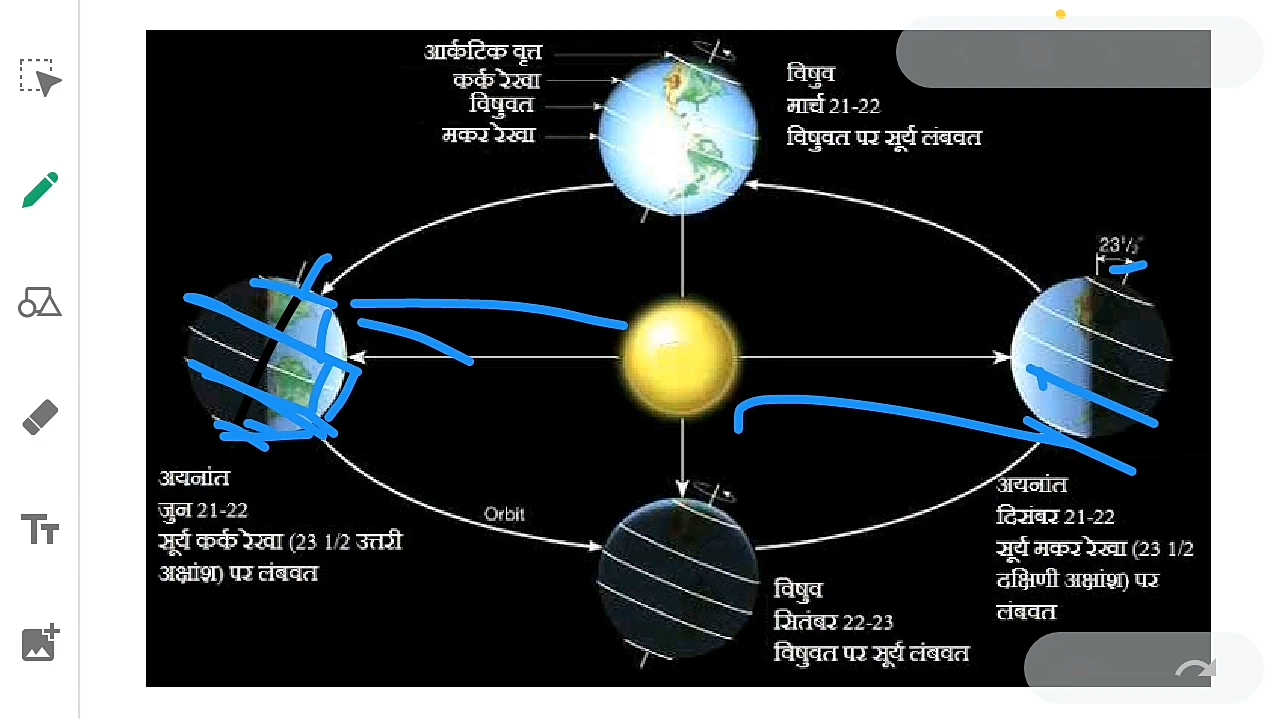 आर्कटिक वृत्त
कर्क रेखा
विषुवत
मकर रेखा
विषुव
मार्च 21-22
विषुवत पर सूर्य लंबवत
23½°
अयनांत
जुन 21-22
सूर्य कर्क रेखा (23 1/2 उत्तरी
अक्षांश) पर लंबवत
Orbit
अयनांत
दिसंबर 21-22
सूर्य मकर रेखा (23 1/2
दक्षिणी अक्षांश) पर
लंबवत
विषुव
सितंबर 22-23
विषुवत पर सूर्य लंबवत